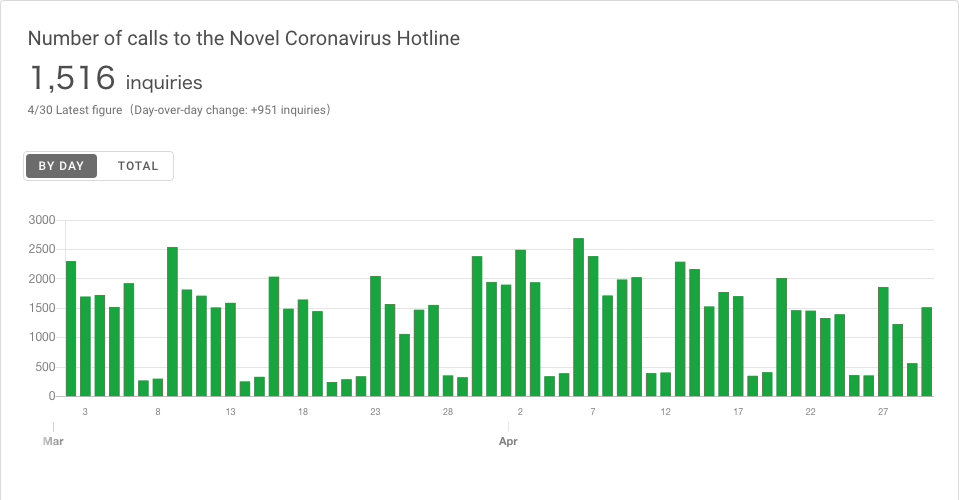 Number of calls to the Novel Coronavirus Hotline
1,516 inquiries
4/30 Latest figure（Day-over-day change: +951 inquiries）
BY DAY TOTAL
3000
2500
2000
1500
1000
500
0
3 8 13 18 23 28 2 7 12 17 22 27
Mar Apr